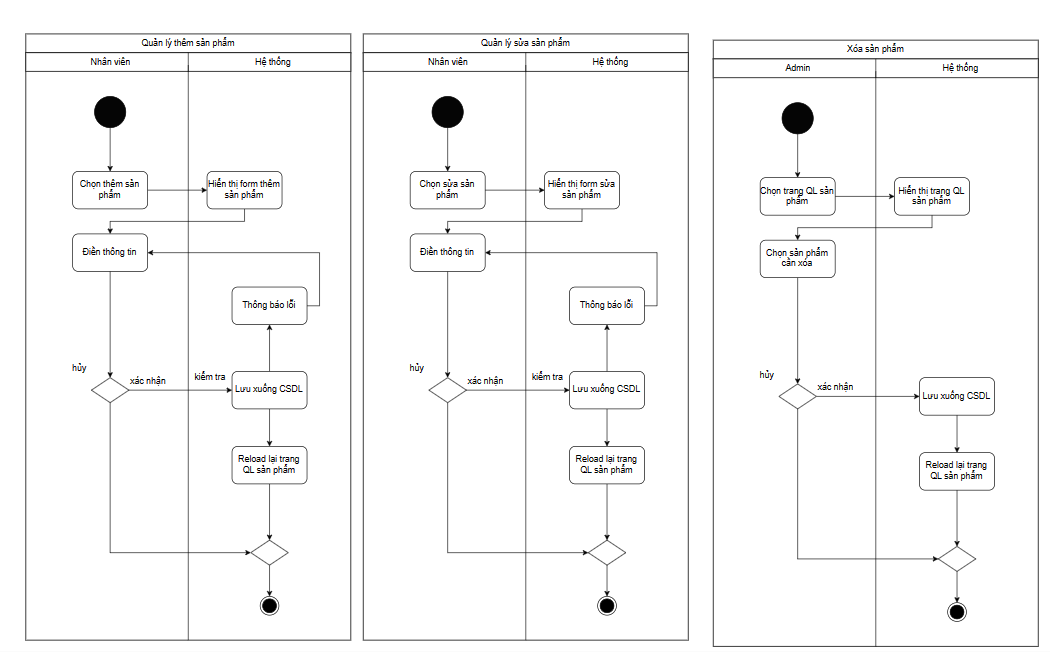 Quản lý thêm sản phẩm
Nhân viên
Hệ thống
Chọn thêm sản
phẩm
Hiển thị form thêm
sản phẩm
Điền thông tin
Thông báo lỗi
hủy
xác nhận
kiểm tra
Lưu xuống CSDL
Reload lại trang
QL sản phẩm
Quản lý sửa sản phẩm
Nhân viên
Hệ thống
Chọn sửa sản
phẩm
Hiển thị form sửa
sản phẩm
Điền thông tin
Thông báo lỗi
hủy
xác nhận
kiểm tra
Lưu xuống CSDL
Reload lại trang
QL sản phẩm
Xóa sản phẩm
Admin
Hệ thống
Chọn trang QL sản
phẩm
Hiển thị trang QL
sản phẩm
Chọn sản phẩm
cần xóa
hủy
xác nhận
Lưu xuống CSDL
Reload lại trang
QL sản phẩm